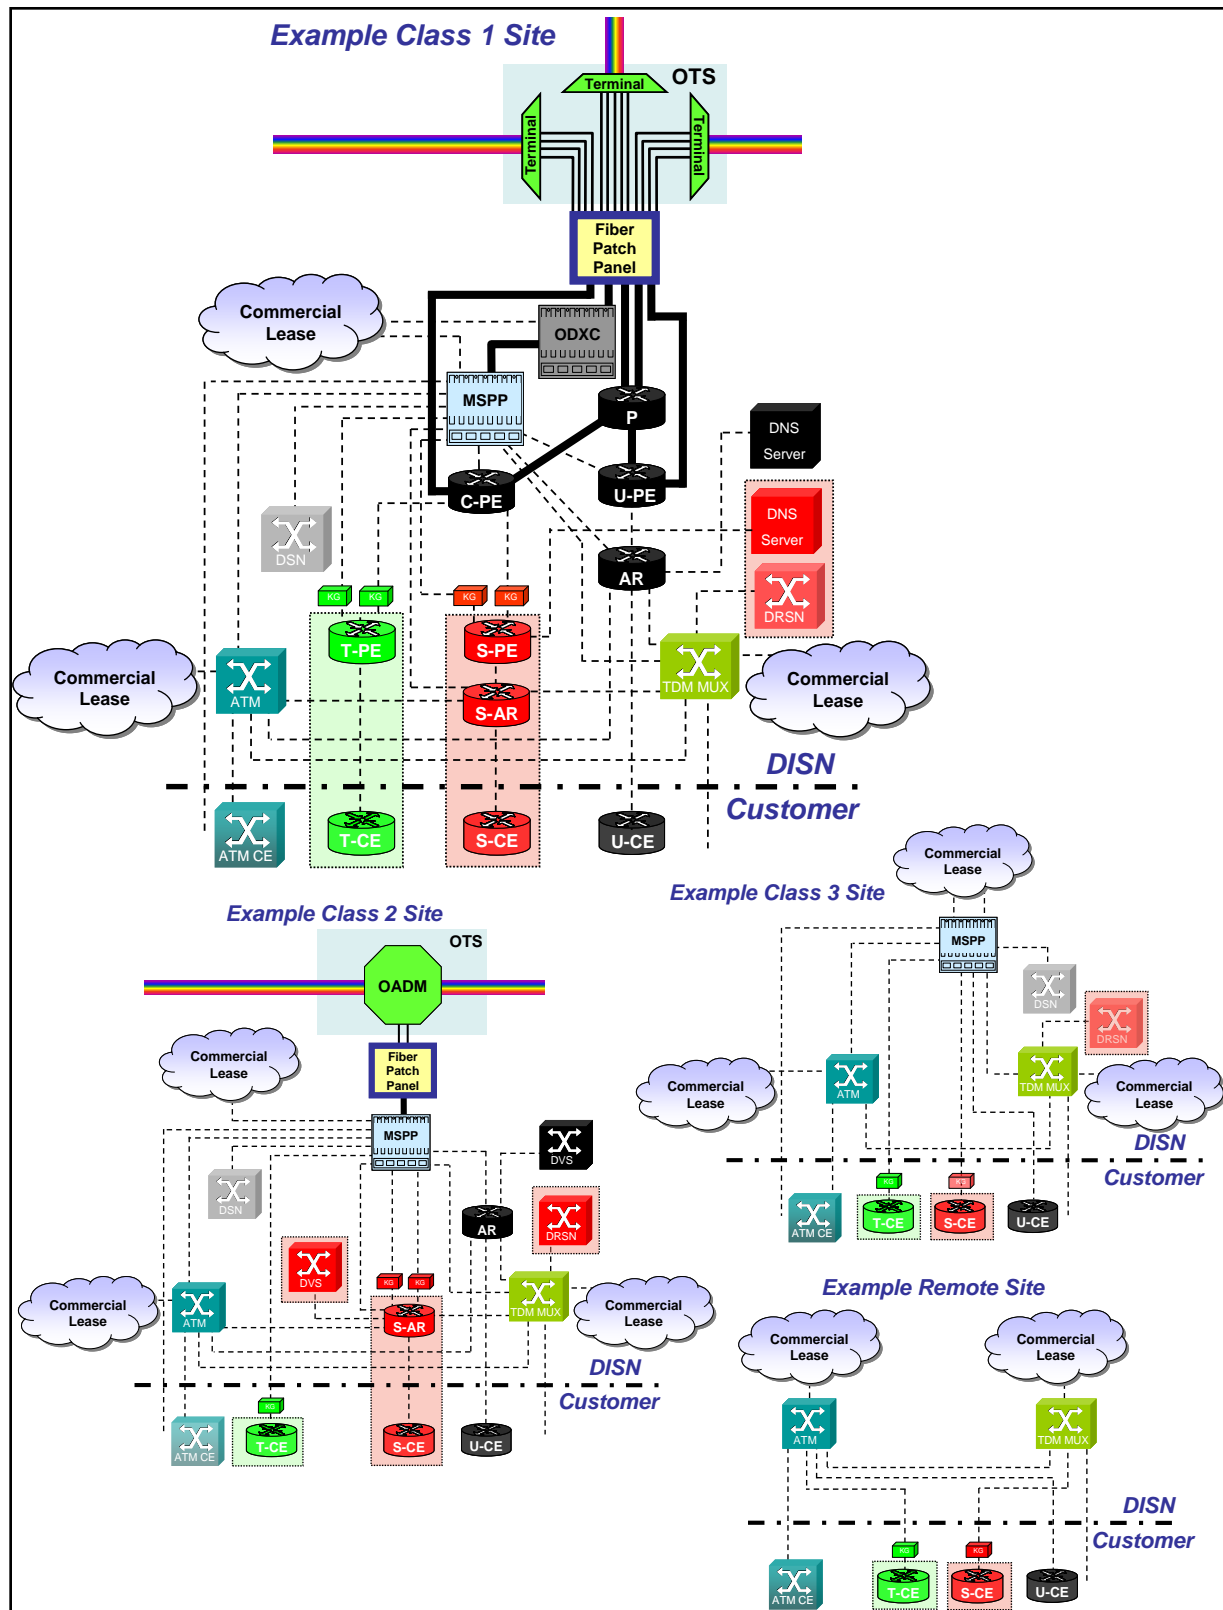 Example Class 1 Site
OTS
Terminal
Terminal
Terminal
Fiber
Patch
Panel
Commercial
Lease
ODXC
MSPP
P
DNS
Server
C-PE
U-PE
DNS
Server
DSN
AR
DRSN
KG
KG
KG
KG
T-PE
S-PE
Commercial
Lease
ATM
TDM MUX
Commercial
Lease
S-AR
DISN
Customer
ATM CE
T-CE
S-CE
U-CE
Example Class 2 Site
OTS
OADM
Fiber
Patch
Panel
Commercial
Lease
MSPP
DVS
DSN
AR
DRSN
DVS
KG
KG
Commercial
Lease
ATM
S-AR
TDM MUX
Commercial
Lease
DISN
Customer
KG
ATM CE
T-CE
S-CE
U-CE
Example Class 3 Site
Commercial
Lease
MSPP
DSN
DRSN
Commercial
Lease
ATM
TDM MUX
Commercial
Lease
DISN
Customer
KG
KG
ATM CE
T-CE
S-CE
U-CE
Example Remote Site
Commercial
Lease
Commercial
Lease
ATM
TDM MUX
DISN
Customer
KG
KG
ATM CE
T-CE
S-CE
U-CE